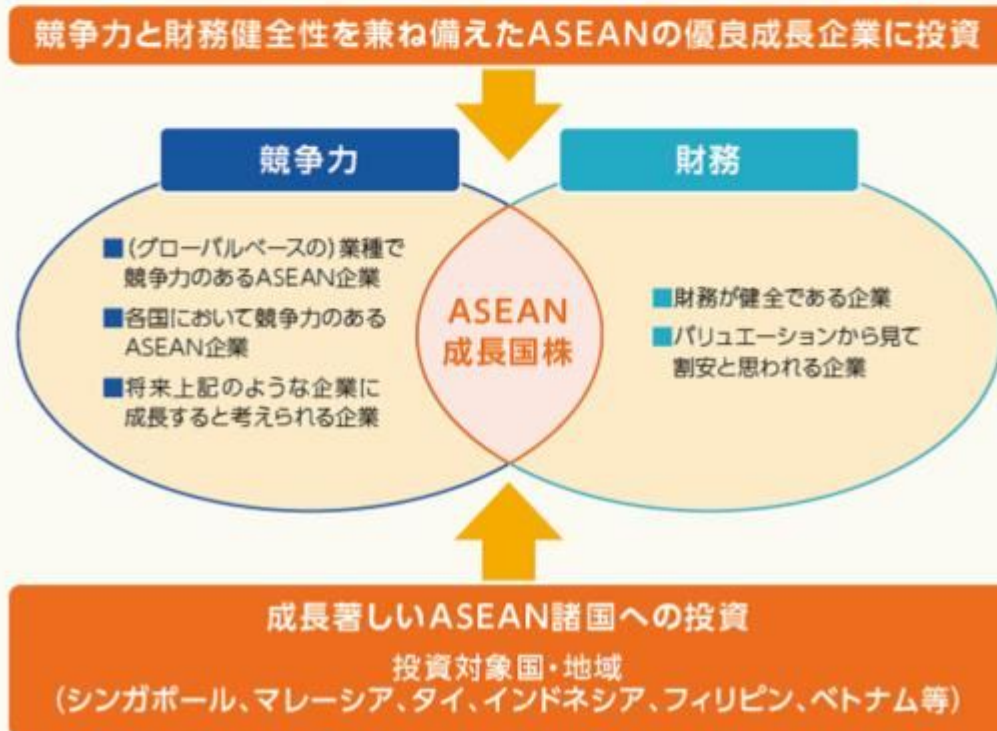 競争力と財務健全性を兼ね備えたASEANの優良成長企業に投資
競争力
■(グローバルベースの)業種で
競争力のあるASEAN企業
■各国において競争力のある
ASEAN企業
■将来上記のような企業に
成長すると考えられる企業
ASEAN
成長国株
財務
■財務が健全である企業
■バリュエーションから見て
割安と思われる企業
成長著しいASEAN諸国への投資
投資対象国・地域
(シンガポール、マレーシア、タイ、インドネシア、フィリピン、ベトナム等)